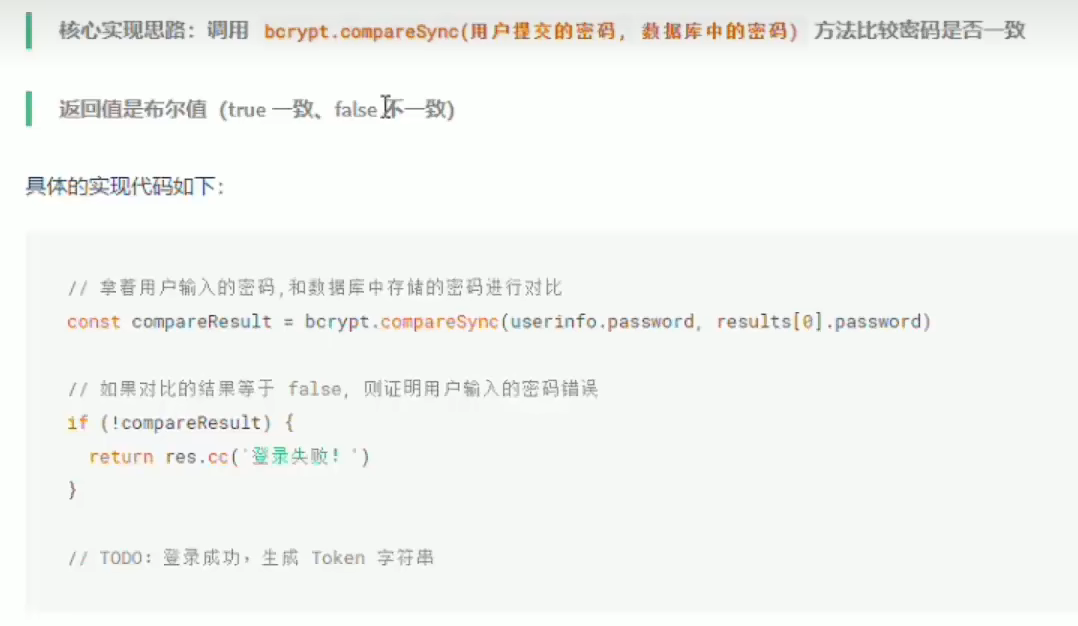 核心实现思路：调用 bcrypt.compareSync(用户提交的密码, 数据库中的密码) 方法比较密码是否一致
返回值是布尔值（true 一致、false 不一致）
具体的实现代码如下：
// 拿着用户输入的密码,和数据库中存储的密码进行对比
const compareResult = bcrypt.compareSync(userinfo.password, results[0].password)
// 如果对比的结果等于 false, 则证明用户输入的密码错误
if (!compareResult) {
return res.cc('登录失败！')
}
// TODO：登录成功，生成 Token 字符串